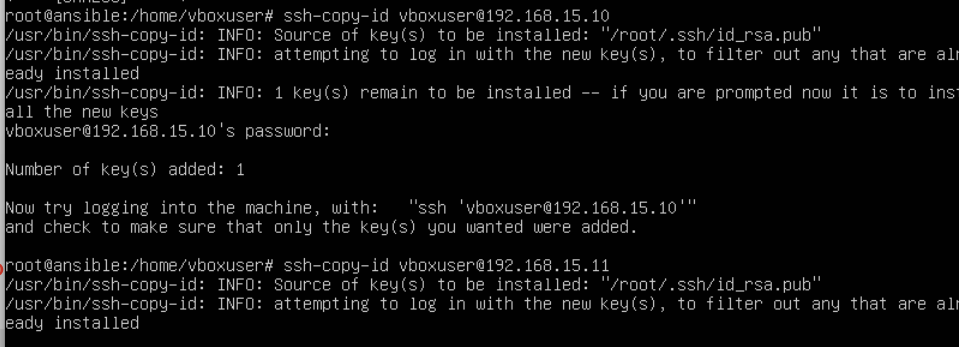 root@ansible:/home/vboxuser# ssh-copy-id vboxuser@192.168.15.10
/usr/bin/ssh-copy-id: INFO: Source of key(s) to be installed: "/root/.ssh/id_rsa.pub"
/usr/bin/ssh-copy-id: INFO: attempting to log in with the new key(s), to filter out any that are alr
eady installed
/usr/bin/ssh-copy-id: INFO: 1 key(s) remain to be installed -- if you are prompted now it is to inst
all the new keys
vboxuser@192.168.15.10's password:
Number of key(s) added: 1
Now try logging into the machine, with:   "ssh 'vboxuser@192.168.15.10'"
and check to make sure that only the key(s) you wanted were added.
root@ansible:/home/vboxuser# ssh-copy-id vboxuser@192.168.15.11
/usr/bin/ssh-copy-id: INFO: Source of key(s) to be installed: "/root/.ssh/id_rsa.pub"
/usr/bin/ssh-copy-id: INFO: attempting to log in with the new key(s), to filter out any that are alr
eady installed